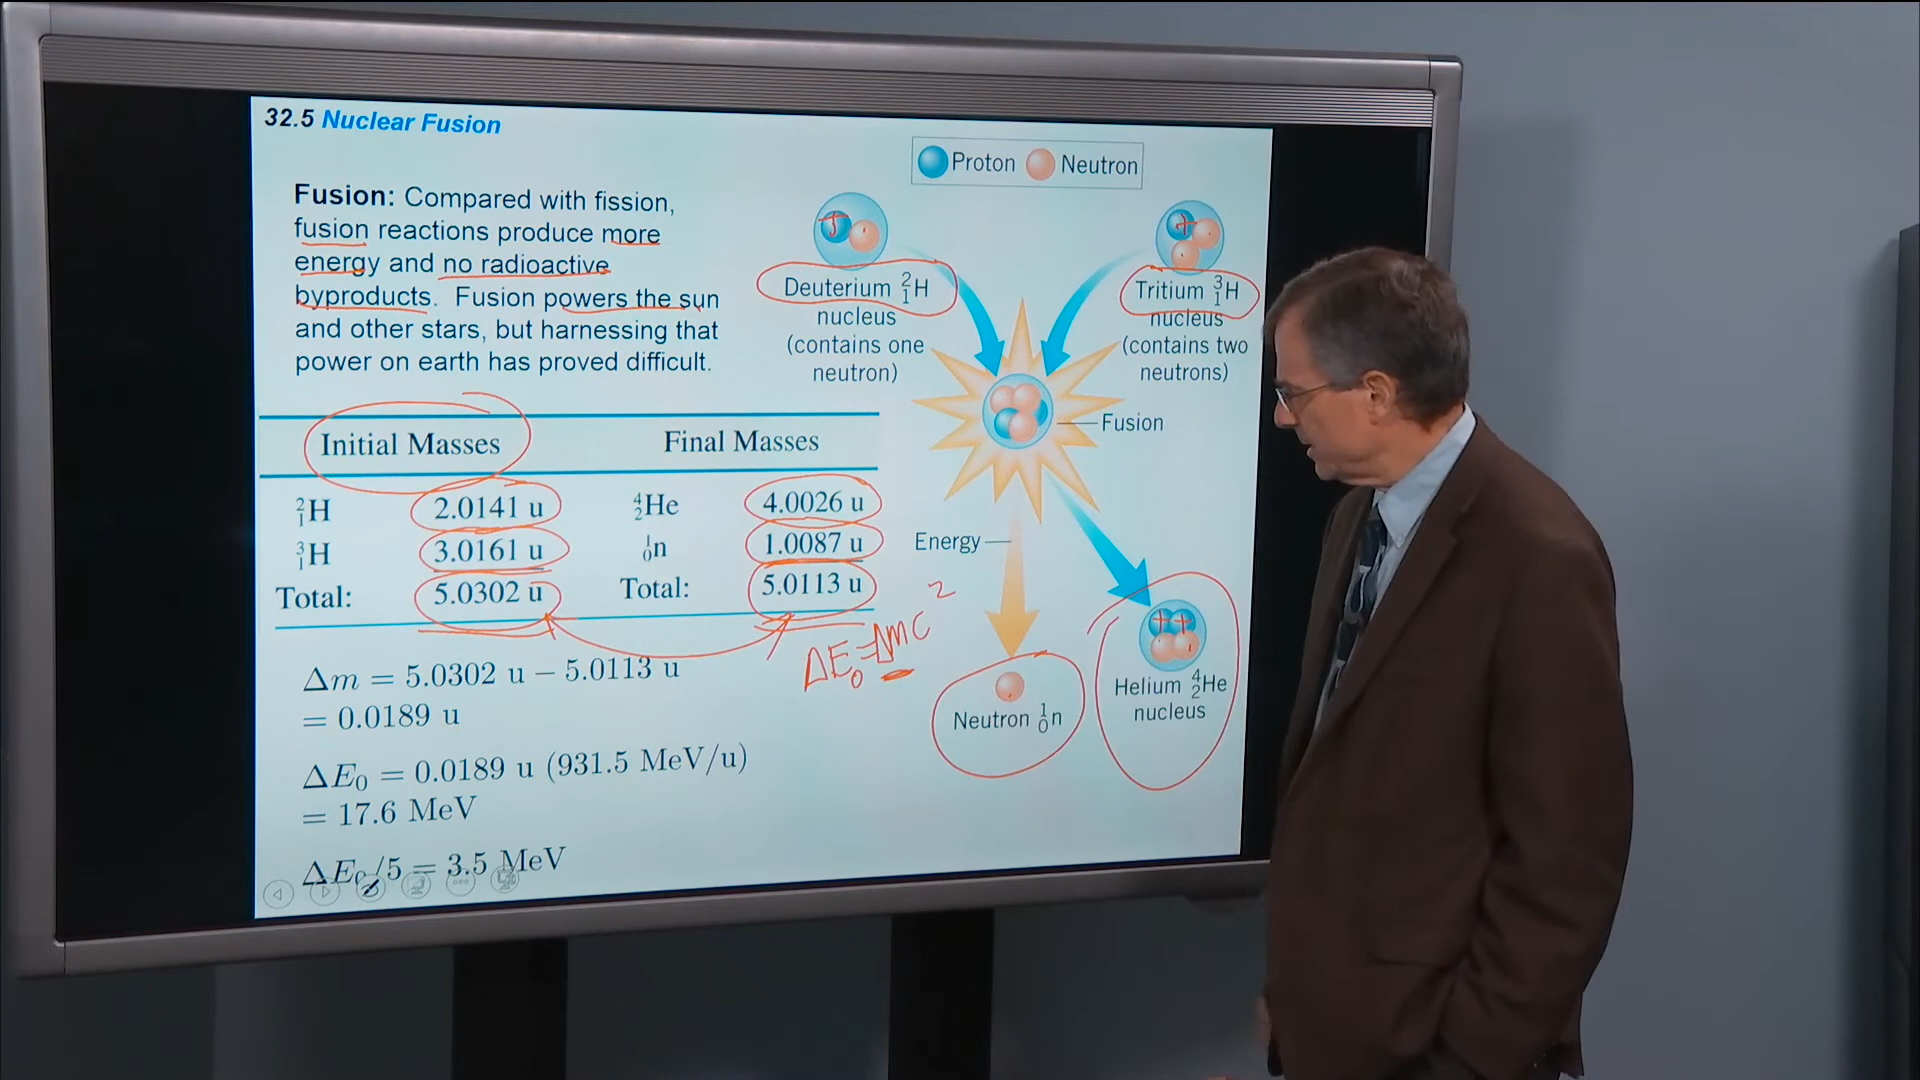 32.5 Nuclear Fusion
Proton Neutron
Fusion: Compared with fission,
fusion reactions produce more
energy and no radioactive
byproducts. Fusion powers the sun
and other stars, but harnessing that
power on earth has proved difficult.
Deuterium ²₁H
nucleus
(contains one
neutron)
Tritium ³₁H
nucleus
(contains two
neutrons)
Fusion
Initial Masses Final Masses
²₁H 2.0141 u ⁴₂He 4.0026 u
³₁H 3.0161 u ¹₀n 1.0087 u
Total: 5.0302 u Total: 5.0113 u
Energy
ΔE₀ = Δmc²
Neutron ¹₀n
Helium ⁴₂He
nucleus
Δm = 5.0302 u − 5.0113 u
= 0.0189 u
ΔE₀ = 0.0189 u (931.5 MeV/u)
= 17.6 MeV
ΔE₀/5 = 3.5 MeV